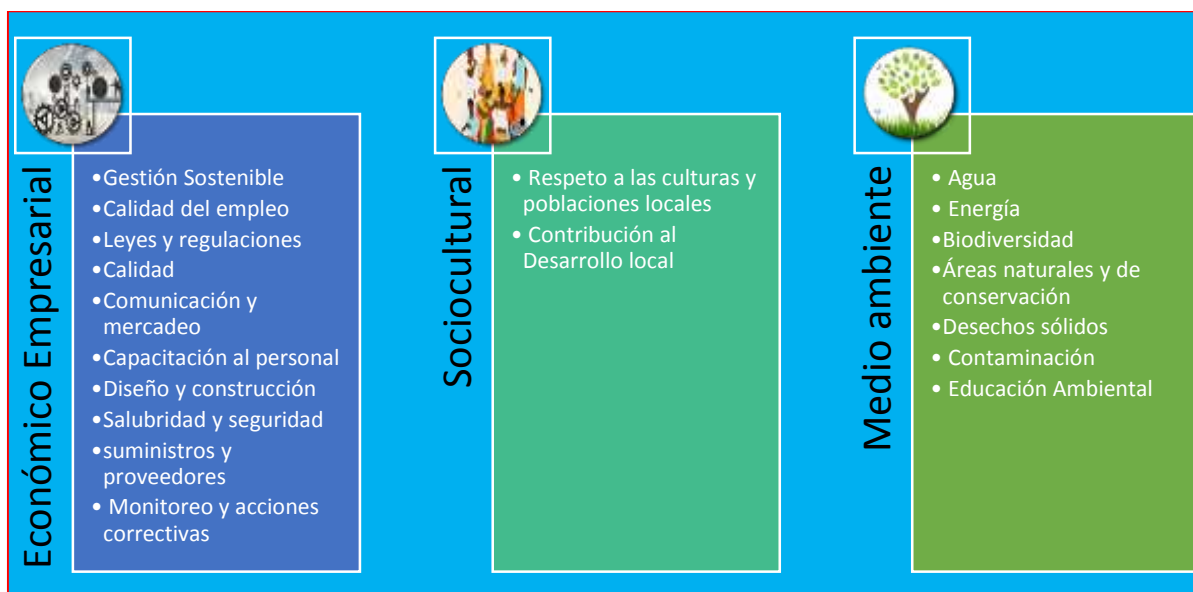 Económico Empresarial
•Gestión Sostenible
•Calidad del empleo
•Leyes y regulaciones
•Calidad
•Comunicación y
mercadeo
•Capacitación al personal
•Diseño y construcción
•Salubridad y seguridad
•suministros y
proveedores
• Monitoreo y acciones
correctivas
Sociocultural
• Respeto a las culturas y
poblaciones locales
• Contribución al
Desarrollo local
Medio ambiente
• Agua
• Energía
•Biodiversidad
•Áreas naturales y de
conservación
•Desechos sólidos
• Contaminación
• Educación Ambiental